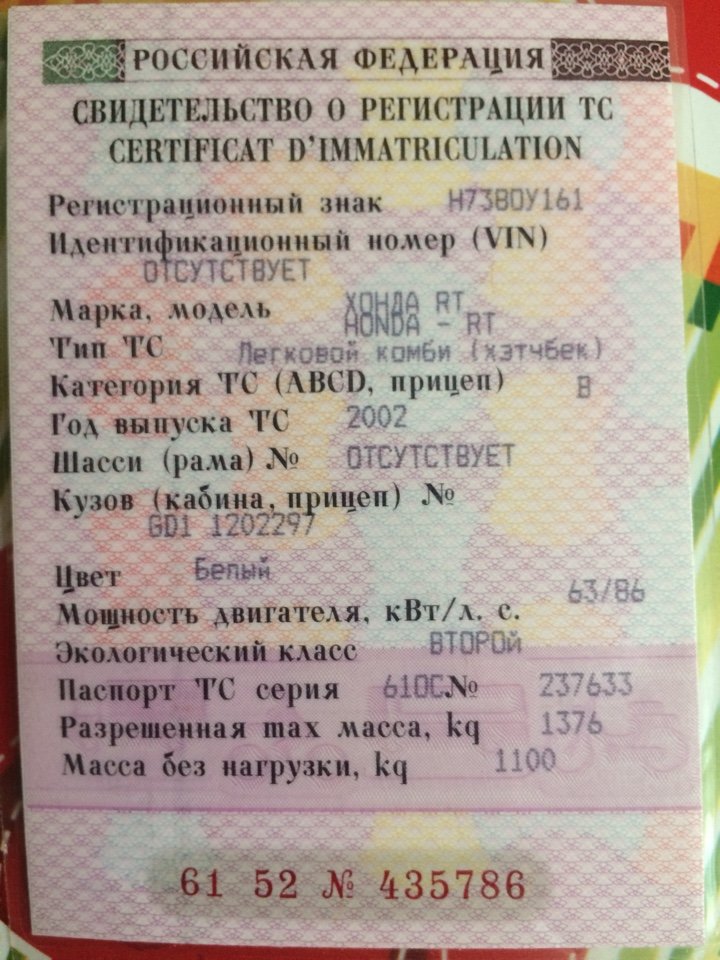 РОССИЙСКАЯ ФЕДЕРАЦИЯ
СВИДЕТЕЛЬСТВО О РЕГИСТРАЦИИ ТС
CERTIFICAT D'IMMATRICULATION
Регистрационный знак Н738ОУ161
Идентификационный номер (VIN)
ОТСУТСТВУЕТ
Марка, модель ХОНДА RT
HONDA - RT
Тип ТС Легковой комби (хэтчбек)
Категория ТС (ABCD, прицеп) B
Год выпуска ТС 2002
Шасси (рама) № ОТСУТСТВУЕТ
Кузов (кабина, прицеп) №
GD1 1202297
Цвет Белый
Мощность двигателя, кВт/л. с. 63/86
Экологический класс ВТОРОЙ
Паспорт ТС серия 61ОС № 237633
Разрешенная max масса, kq 1376
Масса без нагрузки, kq 1100
61 52 № 435786